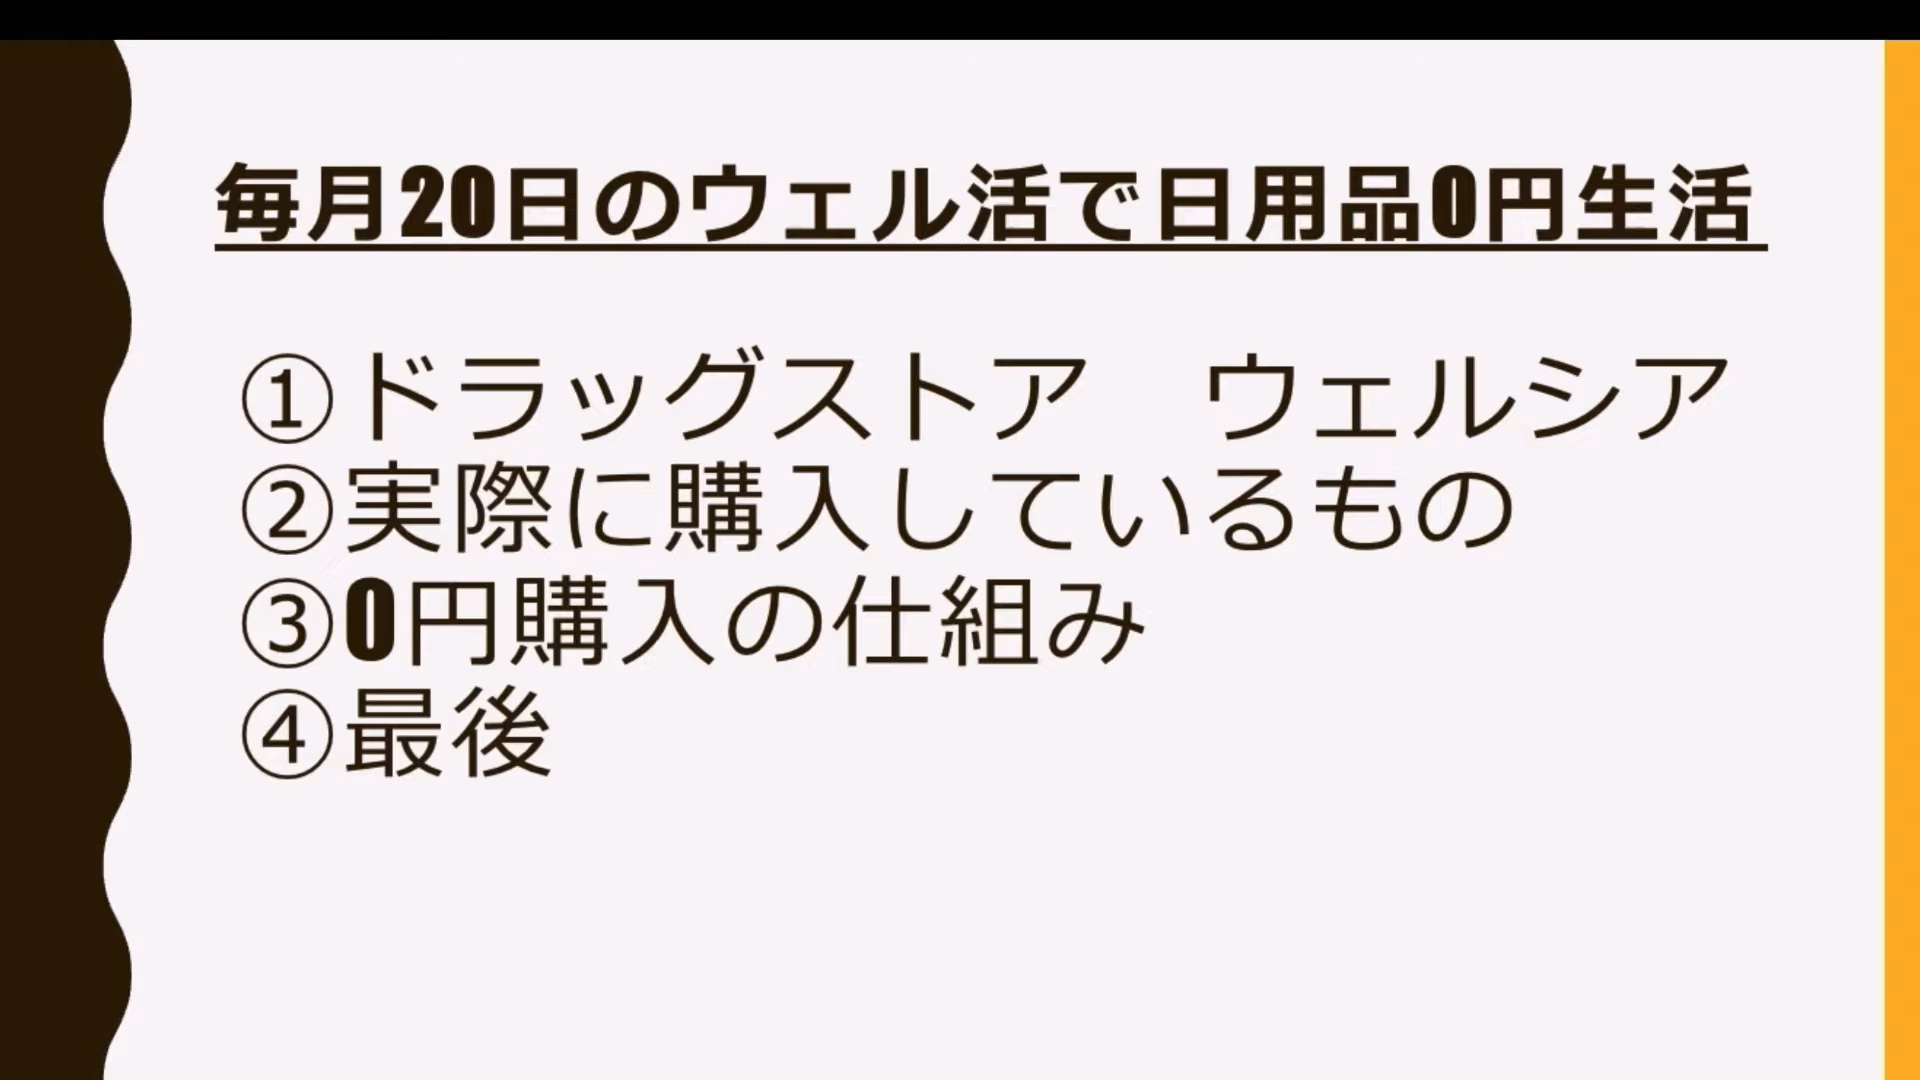 毎月20日のウェル活で日用品0円生活
①ドラッグストア　ウェルシア
②実際に購入しているもの
③0円購入の仕組み
④最後